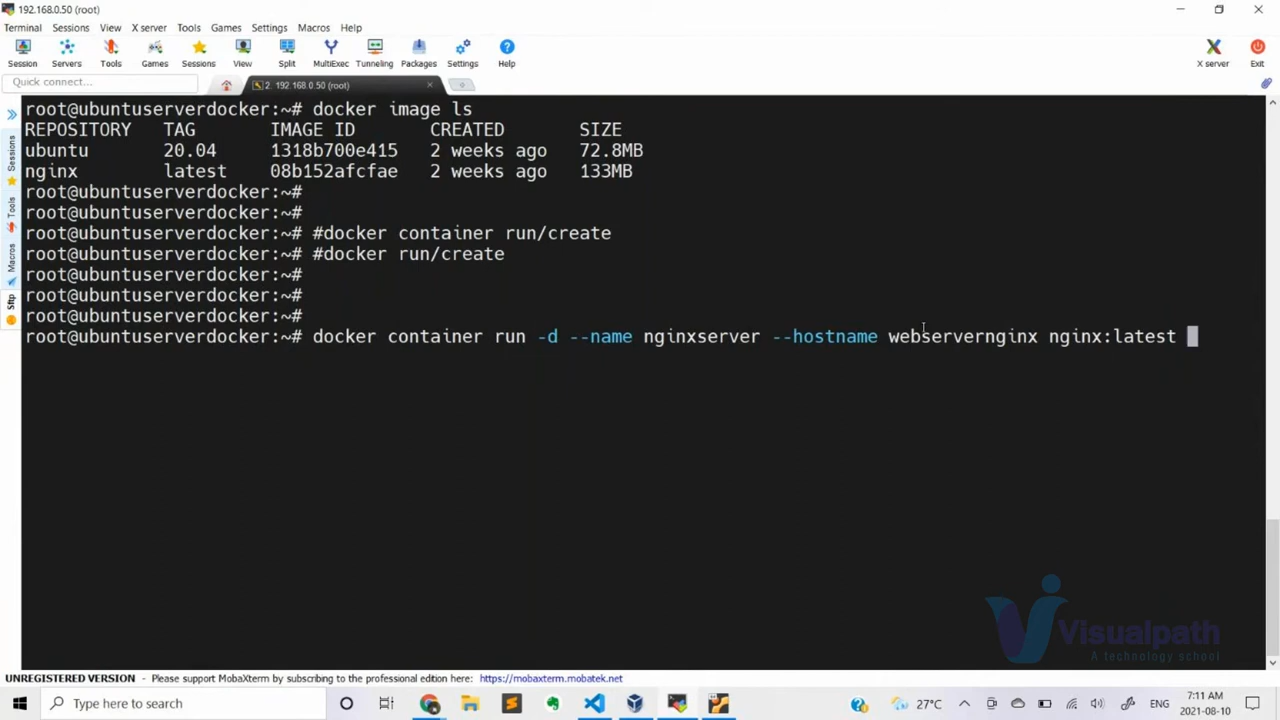 192.168.0.50 (root)
Terminal Sessions View X server Tools Games Settings Macros Help
Session Servers Tools Games Sessions View Split MultiExec Tunneling Packages Settings Help X server Exit
Quick connect... 2. 192.168.0.50 (root)
Sessions
Tools
Macros
Sftp
root@ubuntuserverdocker:~# docker image ls
REPOSITORY TAG IMAGE ID CREATED SIZE
ubuntu 20.04 1318b700e415 2 weeks ago 72.8MB
nginx latest 08b152afcfae 2 weeks ago 133MB
root@ubuntuserverdocker:~#
root@ubuntuserverdocker:~#
root@ubuntuserverdocker:~# #docker container run/create
root@ubuntuserverdocker:~# #docker run/create
root@ubuntuserverdocker:~#
root@ubuntuserverdocker:~#
root@ubuntuserverdocker:~#
root@ubuntuserverdocker:~# docker container run -d --name nginxserver --hostname webservernginx nginx:latest
Visualpath
A technology school
UNREGISTERED VERSION - Please support MobaXterm by subscribing to the professional edition here: https://mobaxterm.mobatek.net
Type here to search 27°C ENG 7:11 AM
2021-08-10